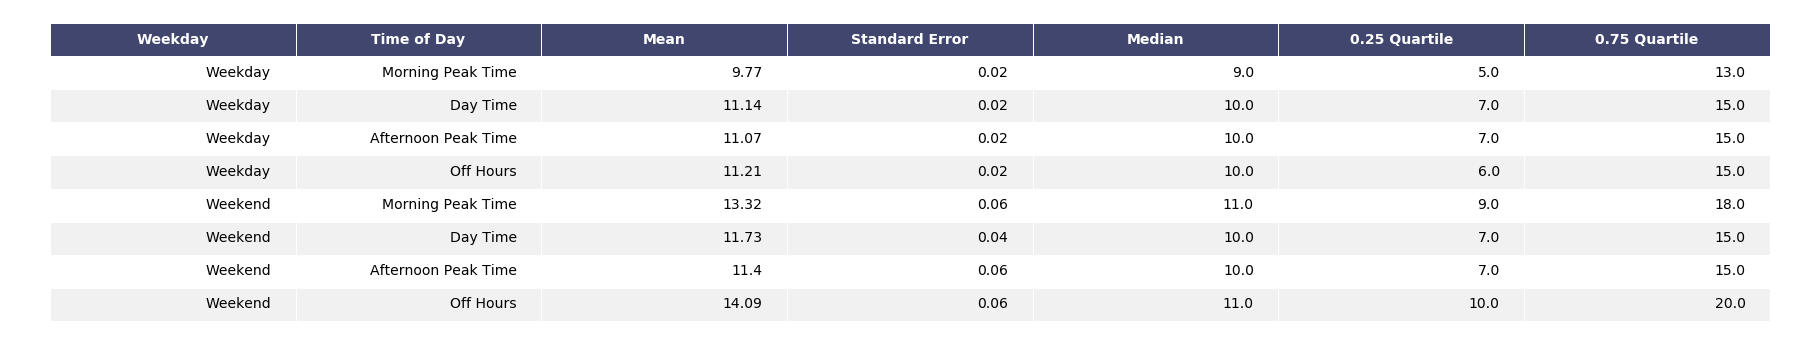 Weekday Time of Day Mean Standard Error Median 0.25 Quartile 0.75 Quartile
Weekday Morning Peak Time 9.77 0.02 9.0 5.0 13.0
Weekday Day Time 11.14 0.02 10.0 7.0 15.0
Weekday Afternoon Peak Time 11.07 0.02 10.0 7.0 15.0
Weekday Off Hours 11.21 0.02 10.0 6.0 15.0
Weekend Morning Peak Time 13.32 0.06 11.0 9.0 18.0
Weekend Day Time 11.73 0.04 10.0 7.0 15.0
Weekend Afternoon Peak Time 11.4 0.06 10.0 7.0 15.0
Weekend Off Hours 14.09 0.06 11.0 10.0 20.0